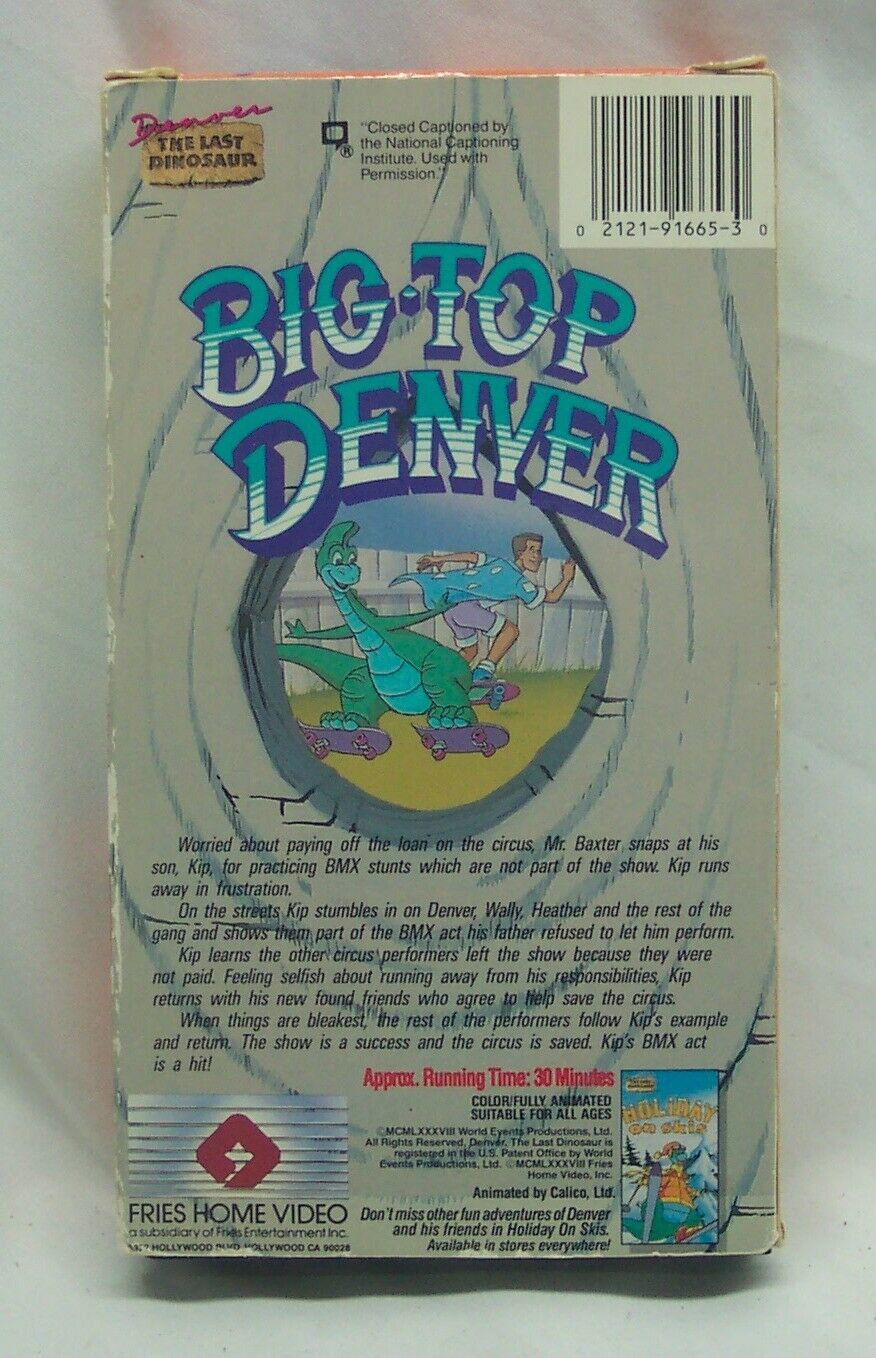 Denver
THE LAST
DINOSAUR
"Closed Captioned by
the National Captioning
Institute. Used with
Permission."
0 2121-91665-3 0
BIG·TOP
DENVER
Worried about paying off the loan on the circus, Mr. Baxter snaps at his
son, Kip, for practicing BMX stunts which are not part of the show. Kip runs
away in frustration.
On the streets Kip stumbles in on Denver, Wally, Heather and the rest of the
gang and shows them part of the BMX act his father refused to let him perform.
Kip learns the other circus performers left the show because they were
not paid. Feeling selfish about running away from his responsibilities, Kip
returns with his new found friends who agree to help save the circus.
When things are bleakest, the rest of the performers follow Kip's example
and return. The show is a success and the circus is saved. Kip's BMX act
is a hit!
Approx. Running Time: 30 Minutes
COLOR/FULLY ANIMATED
SUITABLE FOR ALL AGES
©MCMLXXXVIII World Events Productions, Ltd.
All Rights Reserved, Denver, The Last Dinosaur is
registered in the U.S. Patent Office by World
Events Productions, Ltd. ©MCMLXXXVIII Fries
Home Video, Inc.
Animated by Calico, Ltd.
Don't miss other fun adventures of Denver
and his friends in Holiday On Skis.
Available in stores everywhere!
HOLIDAY
on skis
FRIES HOME VIDEO
a subsidiary of Fries Entertainment Inc.
HOLLYWOOD BLVD. HOLLYWOOD CA 90028